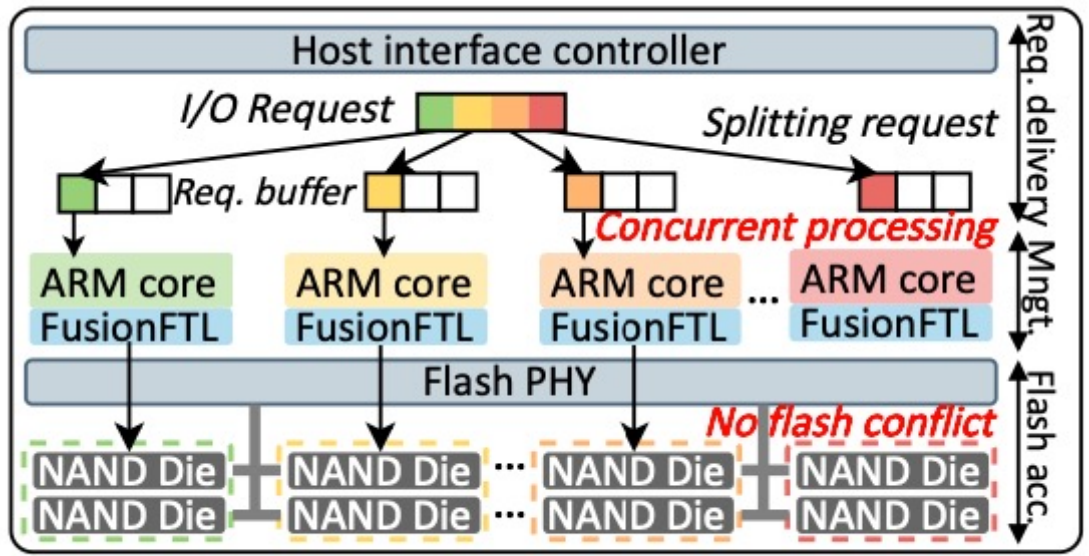 Host interface controller
I/O Request
Splitting request
Req. buffer
Concurrent processing
ARM core ARM core ARM core ... ARM core
FusionFTL FusionFTL FusionFTL FusionFTL
Flash PHY
No flash conflict
NAND Die NAND Die ... NAND Die NAND Die
NAND Die NAND Die ... NAND Die NAND Die
Req. delivery
Mngt.
Flash acc.